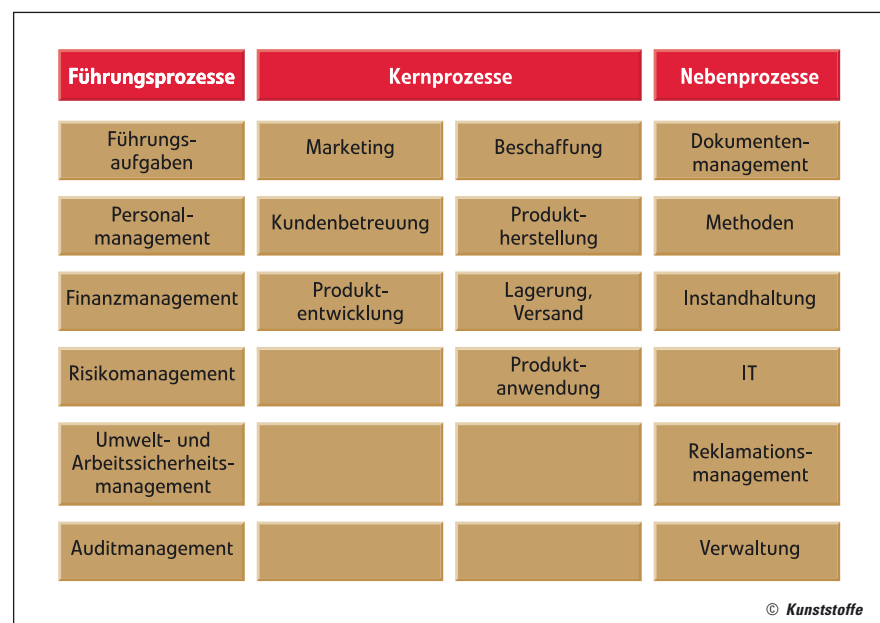 Führungsprozesse
Kernprozesse
Nebenprozesse
Führungs-
aufgaben
Marketing
Beschaffung
Dokumenten-
management
Personal-
management
Kundenbetreuung
Produkt-
herstellung
Methoden
Finanzmanagement
Produkt-
entwicklung
Lagerung,
Versand
Instandhaltung
Risikomanagement
Produkt-
anwendung
IT
Umwelt- und
Arbeitssicherheits-
management
Reklamations-
management
Auditmanagement
Verwaltung
© Kunststoffe